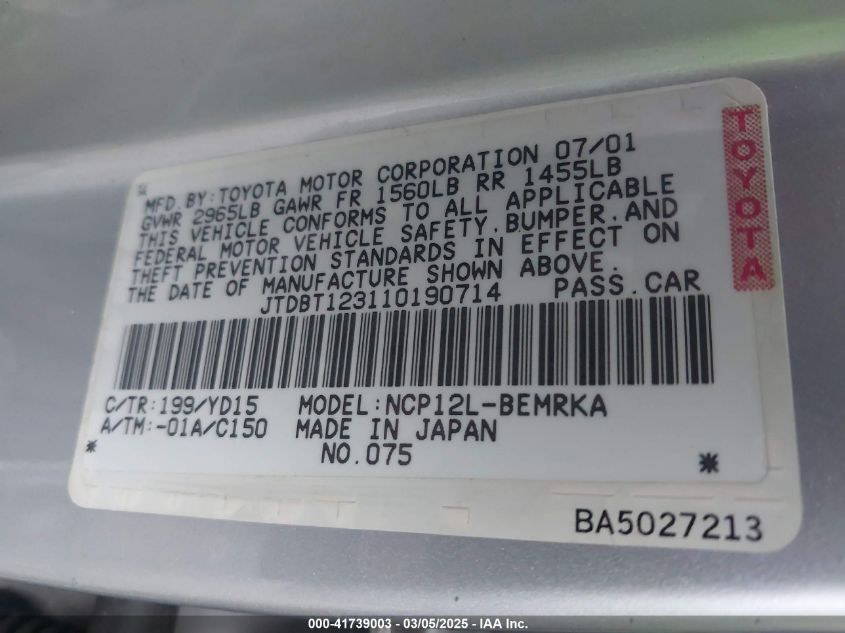 MFD. BY: TOYOTA MOTOR CORPORATION 07/01
GVWR 2965LB GAWR FR 1560LB RR 1455LB
THIS VEHICLE CONFORMS TO ALL APPLICABLE
FEDERAL MOTOR VEHICLE SAFETY, BUMPER, AND
THEFT PREVENTION STANDARDS IN EFFECT ON
THE DATE OF MANUFACTURE SHOWN ABOVE.
JTDBT123110190714 PASS. CAR
TOYOTA
C/TR: 199/YD15 MODEL: NCP12L-BEMRKA
A/TM: -01A/C150 MADE IN JAPAN
* NO. 075 *
BA5027213
000-41739003 — 03/05/2025 — IAA Inc.